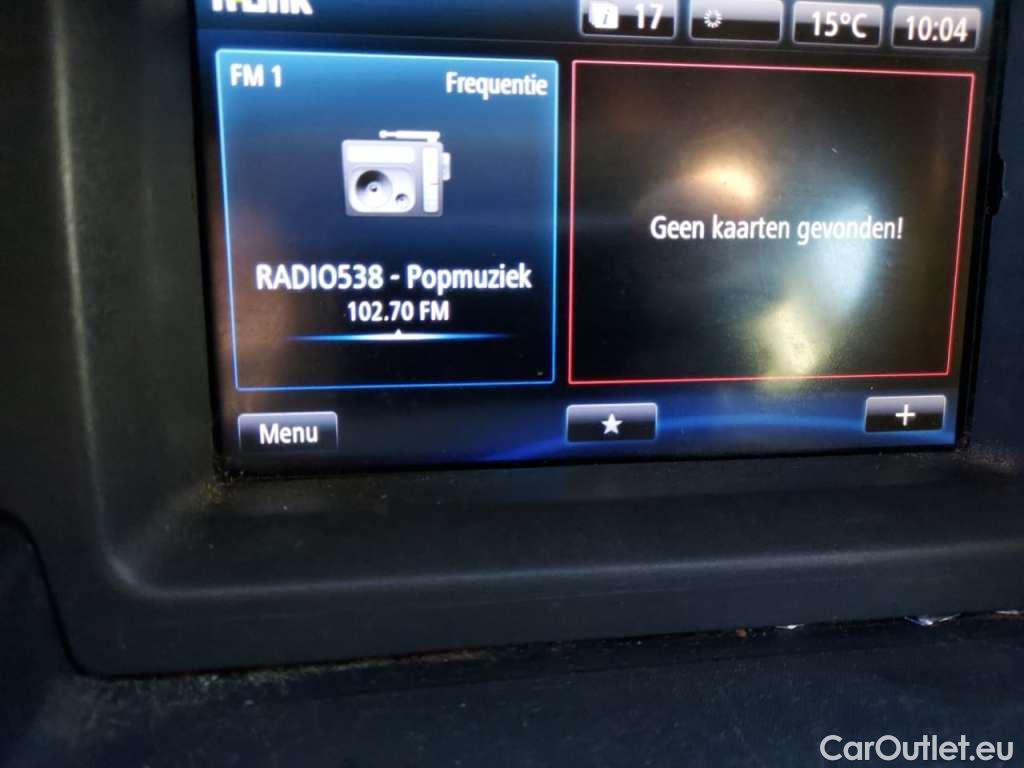 17
15°C
10:04
FM 1
Frequentie
Geen kaarten gevonden!
RADIO538 - Popmuziek
102.70 FM
Menu
+
CarOutlet.eu